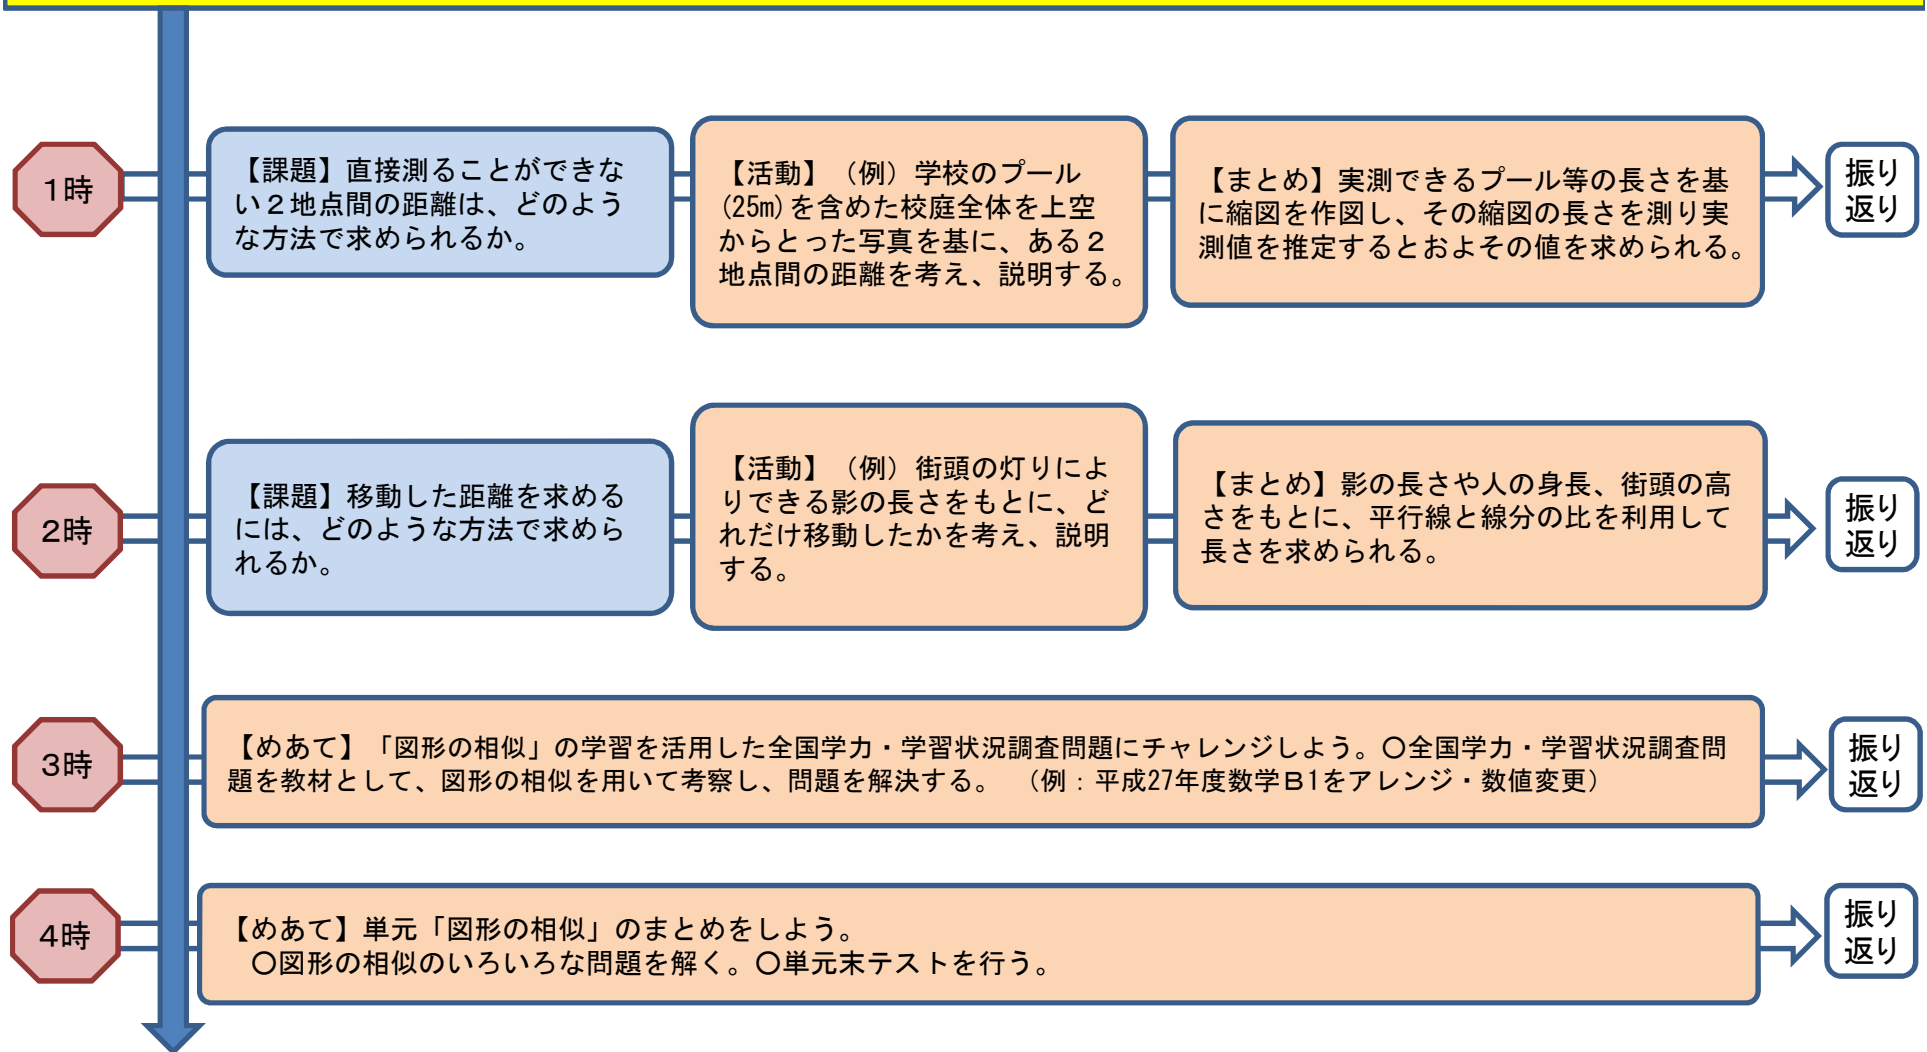 1時
【課題】直接測ることができな
い２地点間の距離は、どのよう
な方法で求められるか。
【活動】（例）学校のプール
(25m)を含めた校庭全体を上空
からとった写真を基に、ある２
地点間の距離を考え、説明する。
【まとめ】実測できるプール等の長さを基
に縮図を作図し、その縮図の長さを測り実
測値を推定するとおよその値を求められる。
振り
返り
２時
【課題】移動した距離を求める
には、どのような方法で求めら
れるか。
【活動】（例）街頭の灯りによ
りできる影の長さをもとに、ど
れだけ移動したかを考え、説明
する。
【まとめ】影の長さや人の身長、街頭の高
さをもとに、平行線と線分の比を利用して
長さを求められる。
振り
返り
３時
【めあて】「図形の相似」の学習を活用した全国学力・学習状況調査問題にチャレンジしよう。〇全国学力・学習状況調査問
題を教材として、図形の相似を用いて考察し、問題を解決する。　（例：平成27年度数学Ｂ1をアレンジ・数値変更）
振り
返り
４時
【めあて】単元「図形の相似」のまとめをしよう。
〇図形の相似のいろいろな問題を解く。〇単元末テストを行う。
振り
返り